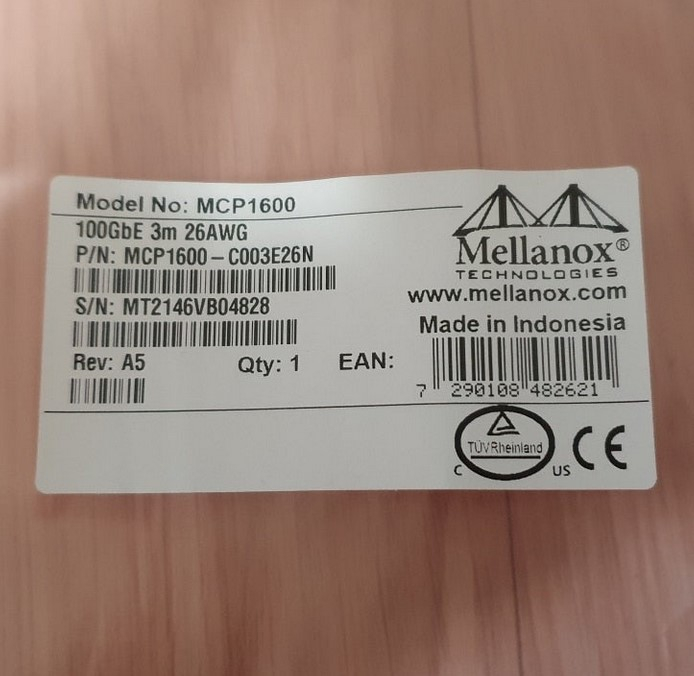 Model No: MCP1600
100GbE 3m 26AWG
P/N: MCP1600-C003E26N
S/N: MT2146VB04828
Rev: A5 Qty: 1 EAN:
Mellanox®
TECHNOLOGIES
www.mellanox.com
Made in Indonesia
7 290108 482621
TÜVRheinland
C US CE